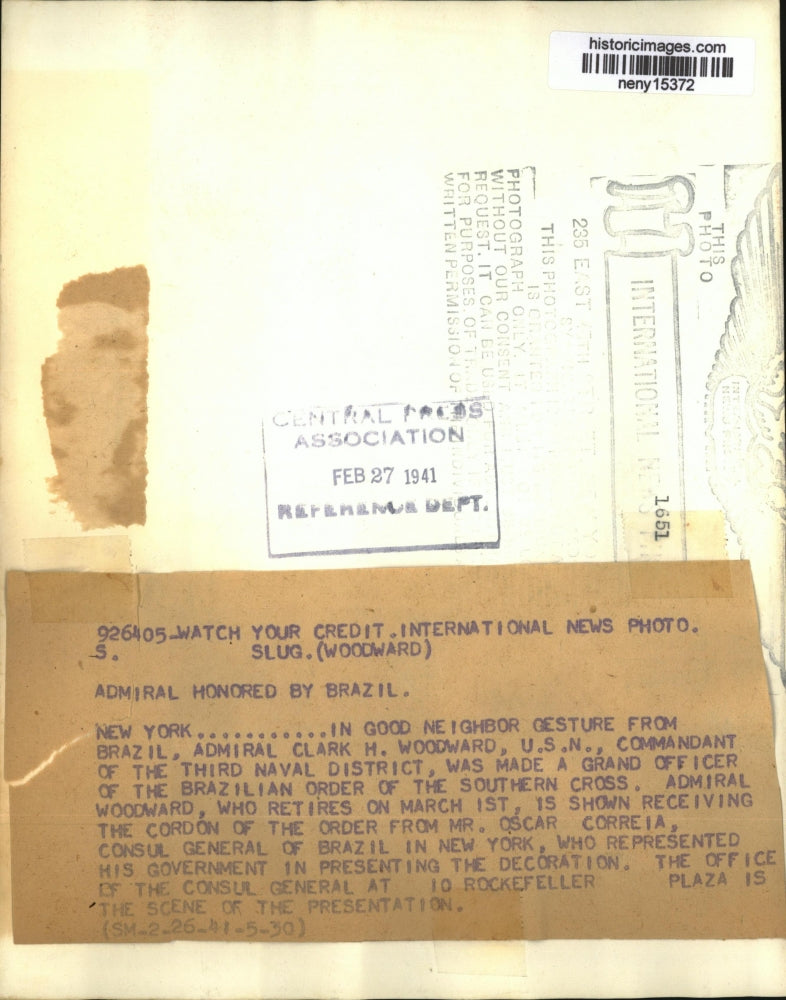 historicimages.com
neny15372
THIS
PHOTO
INTERNATIONAL
1651
235 EAST
IS
PHOTOGRAPH ONLY. IT
WITHOUT OUR CONSENT
REQUEST. IT CAN BE
FOR PURPOSES OF
WRITTEN PERMISSION OF
CENTRAL PRESS
ASSOCIATION
FEB 27 1941
REFERENCE DEPT.
926405-WATCH YOUR CREDIT.INTERNATIONAL NEWS PHOTO.
S. SLUG.(WOODWARD)
ADMIRAL HONORED BY BRAZIL.
NEW YORK............IN GOOD NEIGHBOR GESTURE FROM
BRAZIL, ADMIRAL CLARK H. WOODWARD, U.S.N., COMMANDANT
OF THE THIRD NAVAL DISTRICT, WAS MADE A GRAND OFFICER
OF THE BRAZILIAN ORDER OF THE SOUTHERN CROSS. ADMIRAL
WOODWARD, WHO RETIRES ON MARCH 1ST, IS SHOWN RECEIVING
THE CORDON OF THE ORDER FROM MR. OSCAR CORREIA,
CONSUL GENERAL OF BRAZIL IN NEW YORK, WHO REPRESENTED
HIS GOVERNMENT IN PRESENTING THE DECORATION. THE OFFICE
OF THE CONSUL GENERAL AT 10 ROCKEFELLER PLAZA IS
THE SCENE OF THE PRESENTATION.
(SM-2-26-41-5-30)